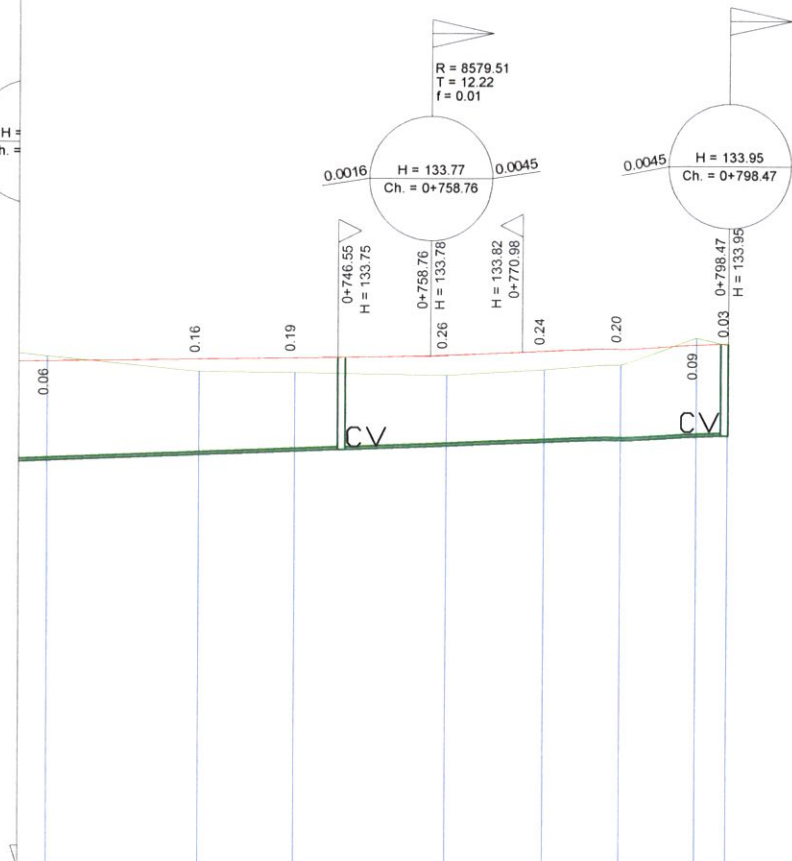 R = 8579.51
T = 12.22
f = 0.01
H =
h. =
0.0016
H = 133.77
Ch. = 0+758.76
0.0045
0.0045
H = 133.95
Ch. = 0+798.47
0+746.55
H = 133.75
0+758.76
H = 133.78
H = 133.82
0+770.98
0+798.47
H = 133.95
0.06
0.16
0.19
0.26
0.24
0.20
0.09
0.03
CV
CV